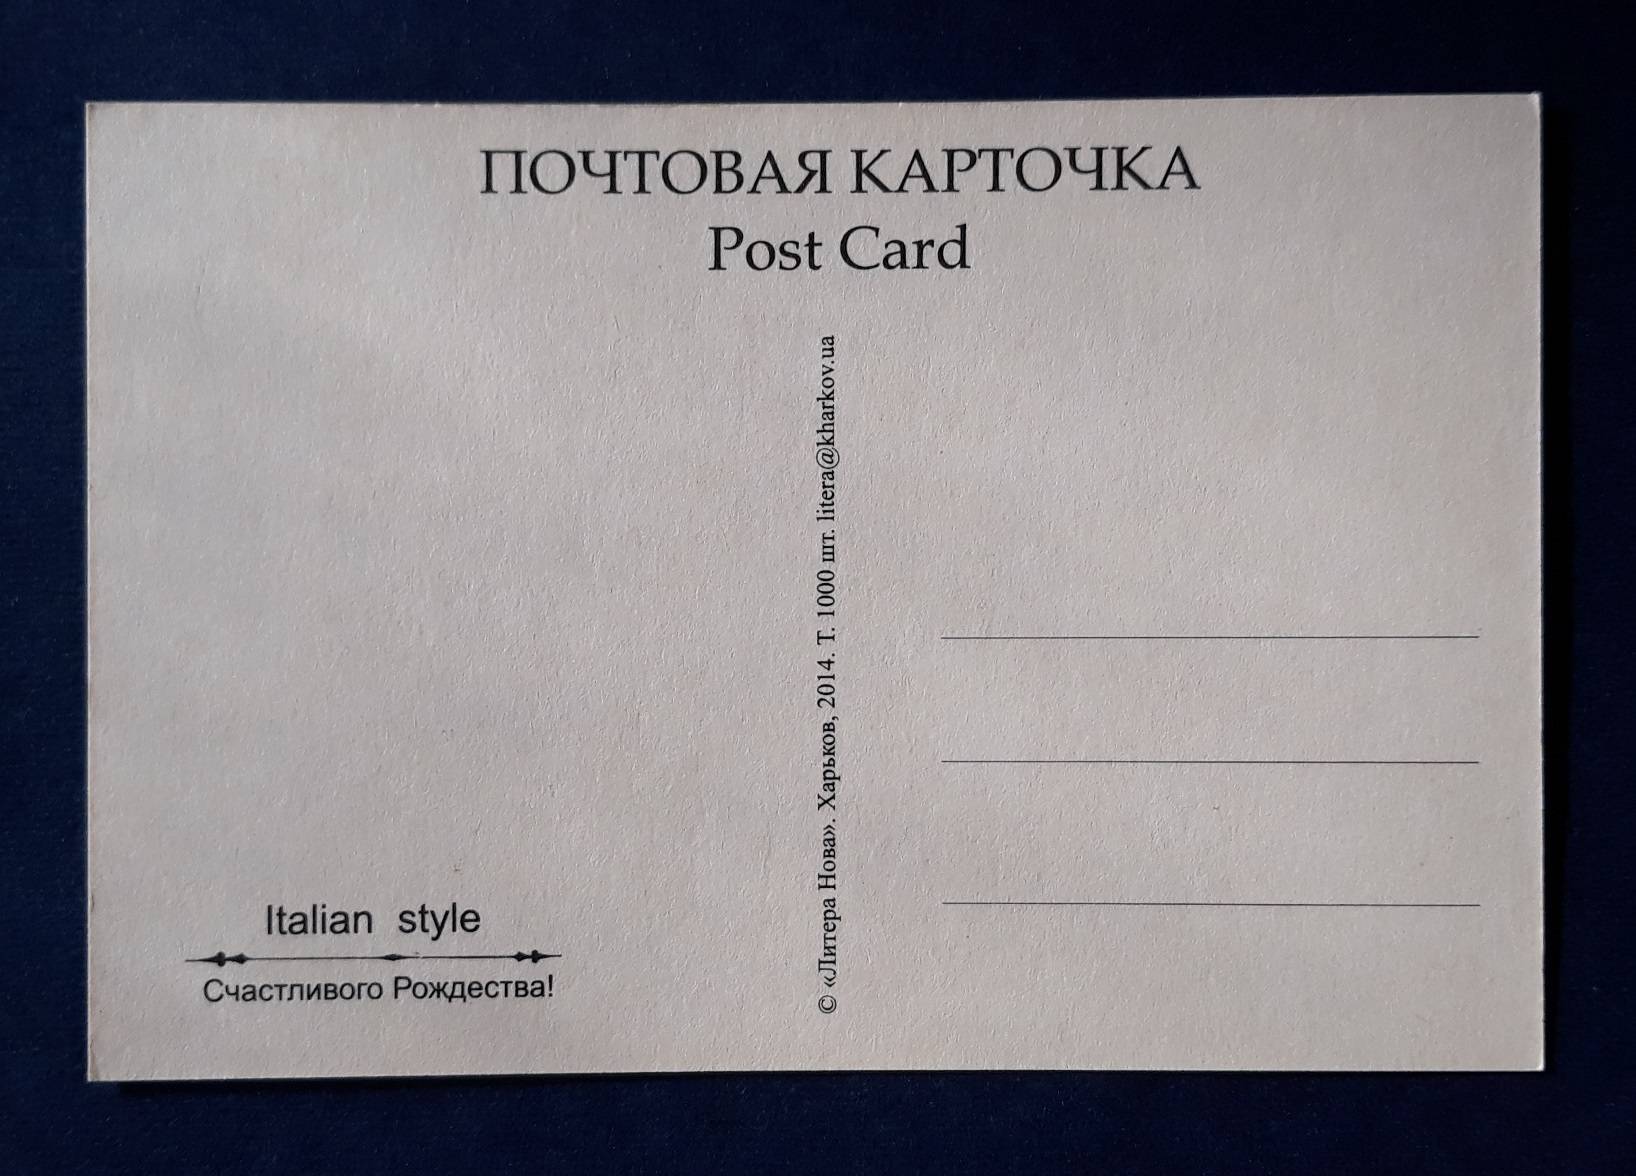 ПОЧТОВАЯ КАРТОЧКА
Post Card
© «Литера Нова». Харьков, 2014. Т. 1000 шт. litera@kharkov.ua
Italian style
Счастливого Рождества!